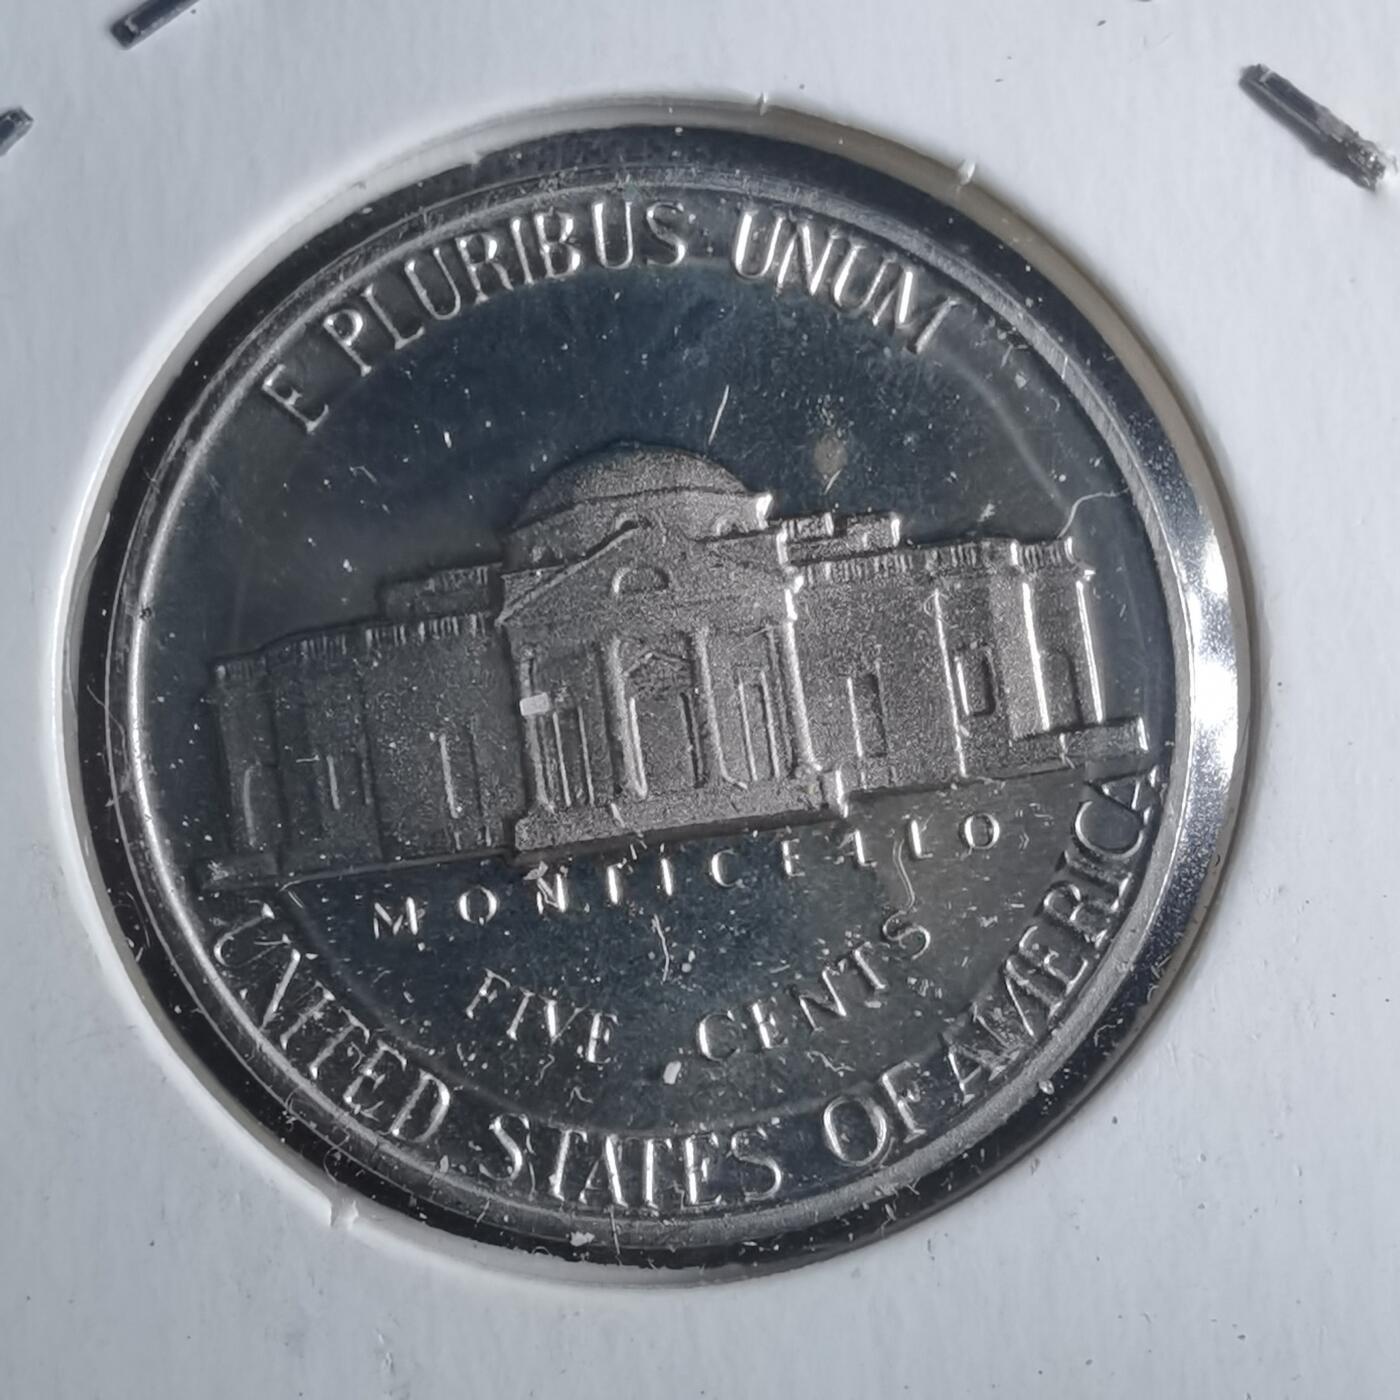 E PLURIBUS UNUM
MONTICELLO
FIVE CENTS
UNITED STATES OF AMERICA